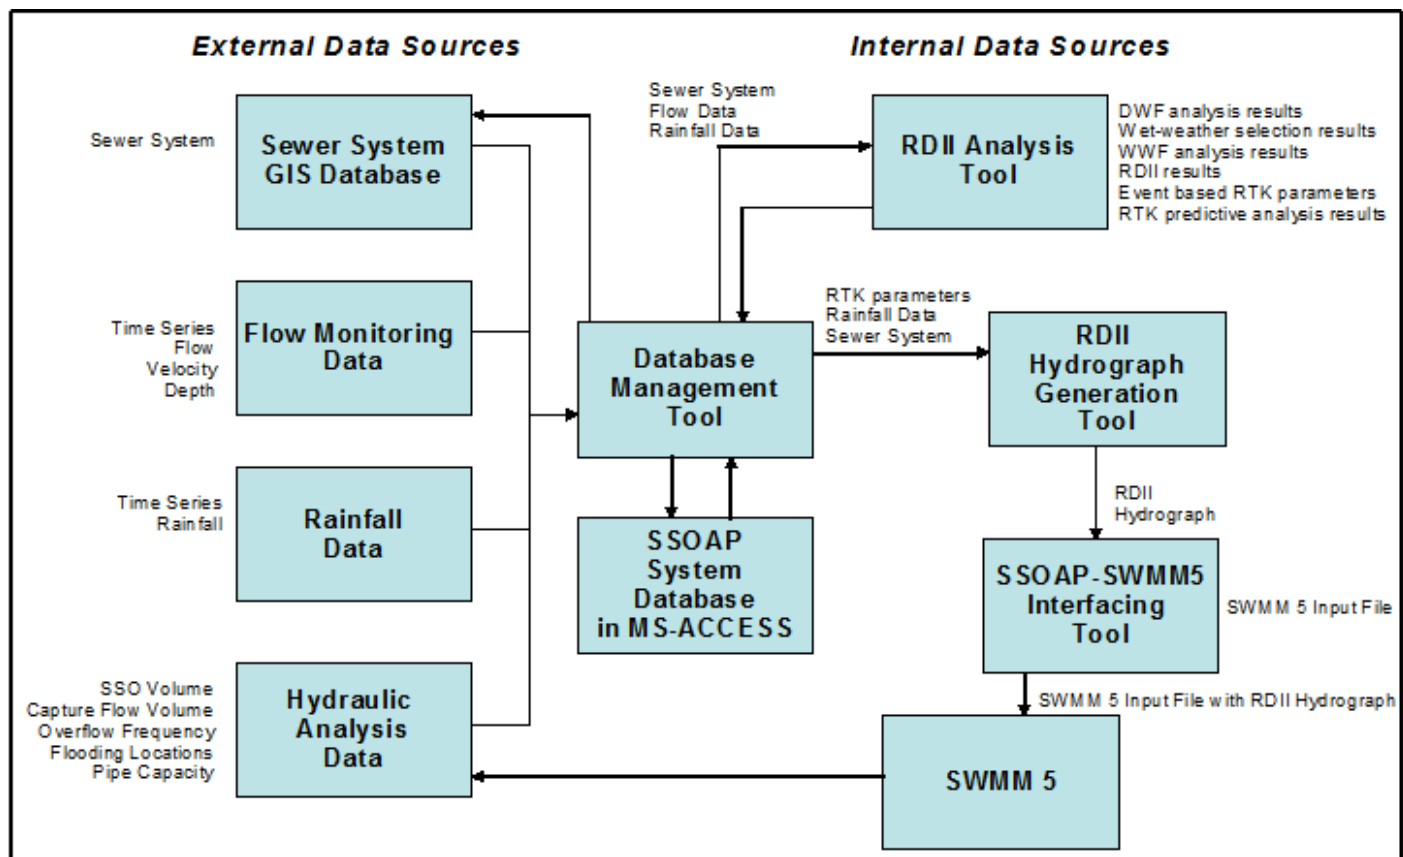 External Data Sources
Internal Data Sources
Sewer System
Sewer System
GIS Database
Sewer System
Flow Data
Rainfall Data
RDII Analysis
Tool
DWF analysis results
Wet-weather selection results
WWF analysis results
RDII results
Event based RTK parameters
RTK predictive analysis results
Time Series
Flow
Velocity
Depth
Flow Monitoring
Data
Database
Management
Tool
RTK parameters
Rainfall Data
Sewer System
RDII
Hydrograph
Generation
Tool
Time Series
Rainfall
Rainfall
Data
SSOAP
System
Database
in MS-ACCESS
RDII
Hydrograph
SSOAP-SWMM5
Interfacing
Tool
SWMM 5 Input File
SSO Volume
Capture Flow Volume
Overflow Frequency
Flooding Locations
Pipe Capacity
Hydraulic
Analysis
Data
SWMM 5 Input File with RDII Hydrograph
SWMM 5